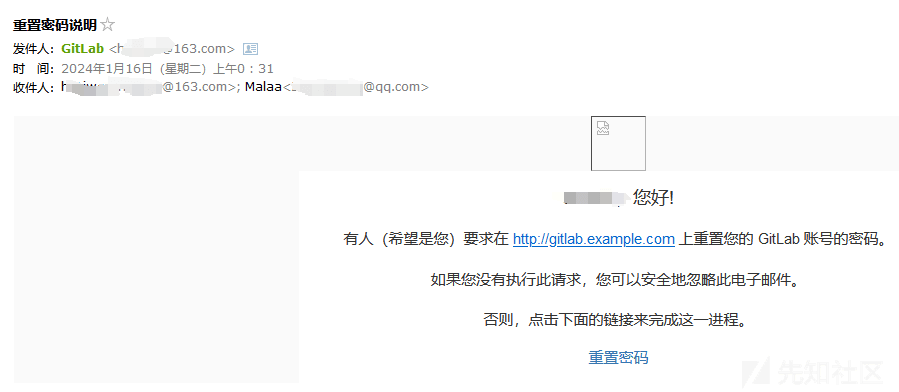 重置密码说明☆
发件人：GitLab <h@163.com>
时 间：2024年1月16日（星期二）上午0：31
收件人：@163.com>; Malaa<@qq.com>
您好!
有人（希望是您）要求在 http://gitlab.example.com 上重置您的 GitLab 账号的密码。
如果您没有执行此请求，您可以安全地忽略此电子邮件。
否则，点击下面的链接来完成这一进程。
重置密码
先知社区